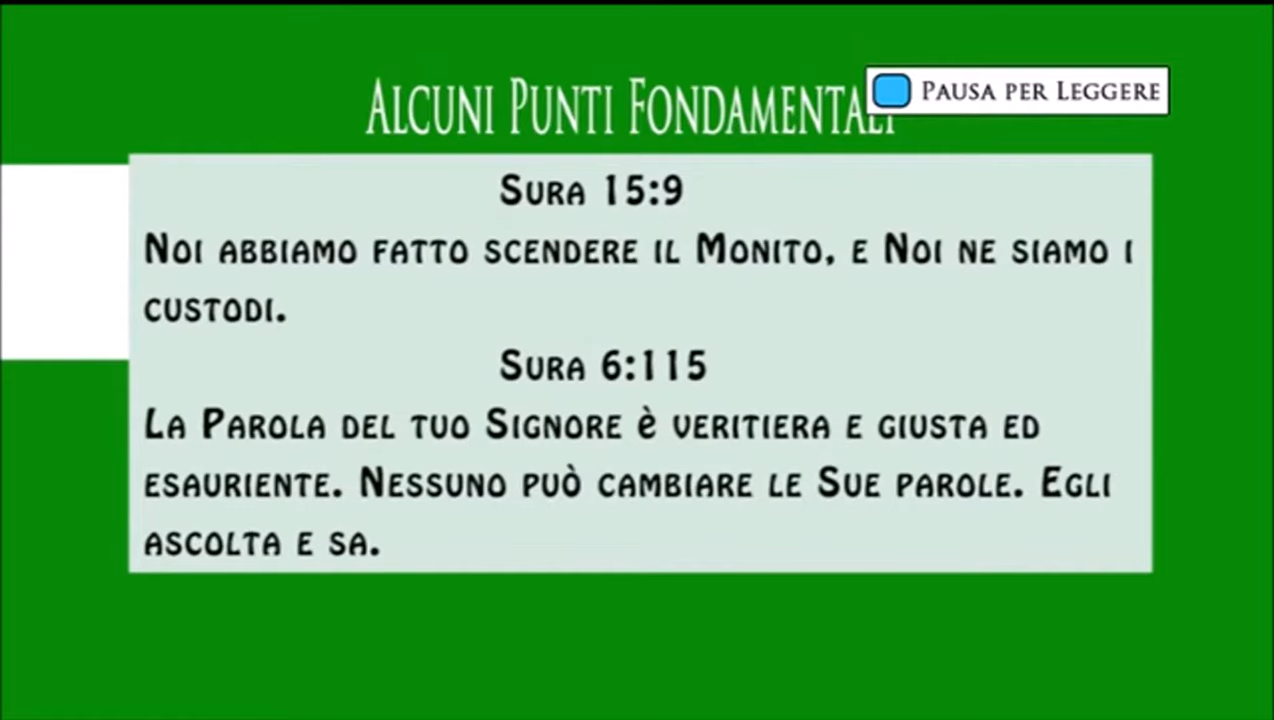 Alcuni Punti Fondamentali
Pausa per Leggere
Sura 15:9
Noi abbiamo fatto scendere il Monito, e Noi ne siamo i
custodi.
Sura 6:115
La Parola del tuo Signore è veritiera e giusta ed
esauriente. Nessuno può cambiare le Sue parole. Egli
ascolta e sa.